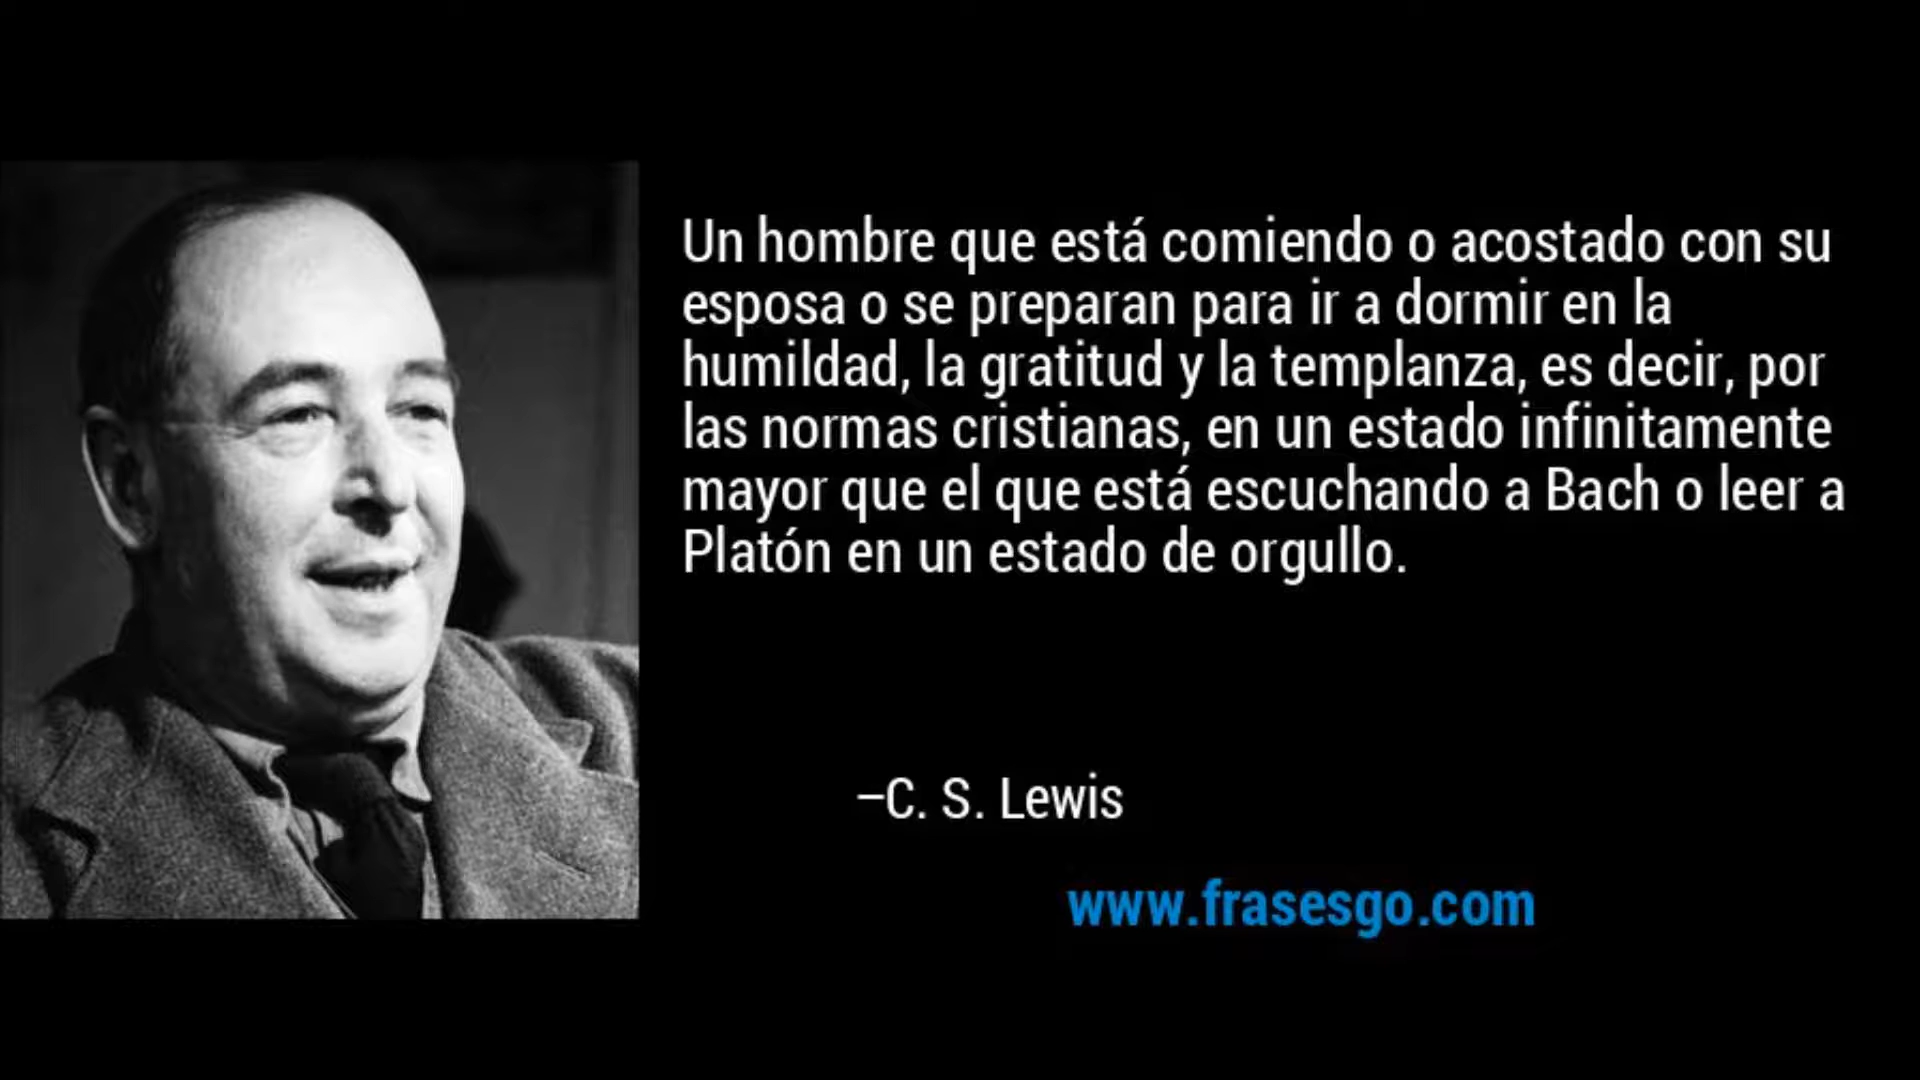 Un hombre que está comiendo o acostado con su
esposa o se preparan para ir a dormir en la
humildad, la gratitud y la templanza, es decir, por
las normas cristianas, en un estado infinitamente
mayor que el que está escuchando a Bach o leer a
Platón en un estado de orgullo.
–C. S. Lewis
www.frasesgo.com